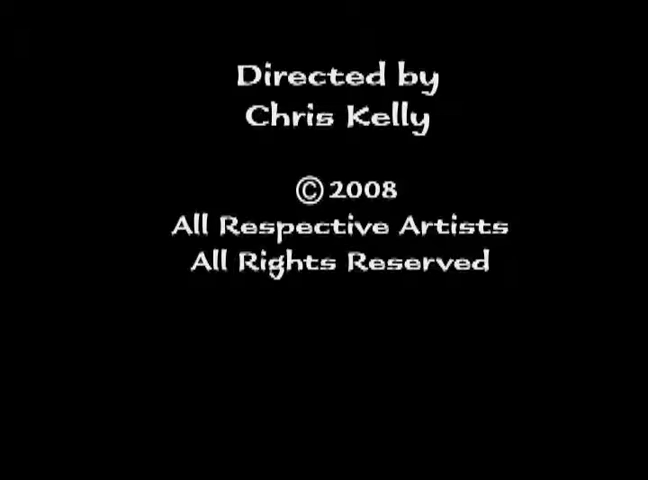 Directed by
Chris Kelly
© 2008
All Respective Artists
All Rights Reserved